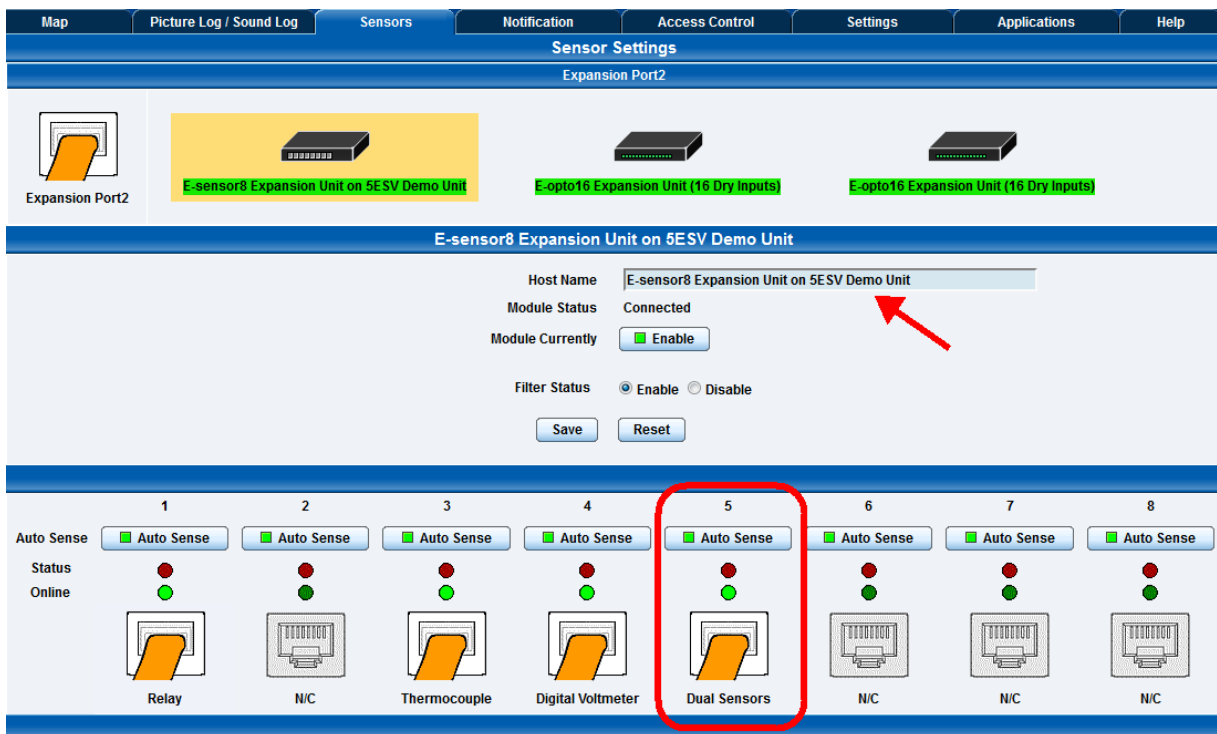 Map Picture Log / Sound Log Sensors Notification Access Control Settings Applications Help
Sensor Settings
Expansion Port2
Expansion Port2
E-sensor8 Expansion Unit on 5ESV Demo Unit
E-opto16 Expansion Unit (16 Dry Inputs)
E-opto16 Expansion Unit (16 Dry Inputs)
E-sensor8 Expansion Unit on 5ESV Demo Unit
Host Name E-sensor8 Expansion Unit on 5ESV Demo Unit
Module Status Connected
Module Currently Enable
Filter Status Enable Disable
Save Reset
1 2 3 4 5 6 7 8
Auto Sense Auto Sense Auto Sense Auto Sense Auto Sense Auto Sense Auto Sense Auto Sense Auto Sense
Status
Online
Relay N/C Thermocouple Digital Voltmeter Dual Sensors N/C N/C N/C